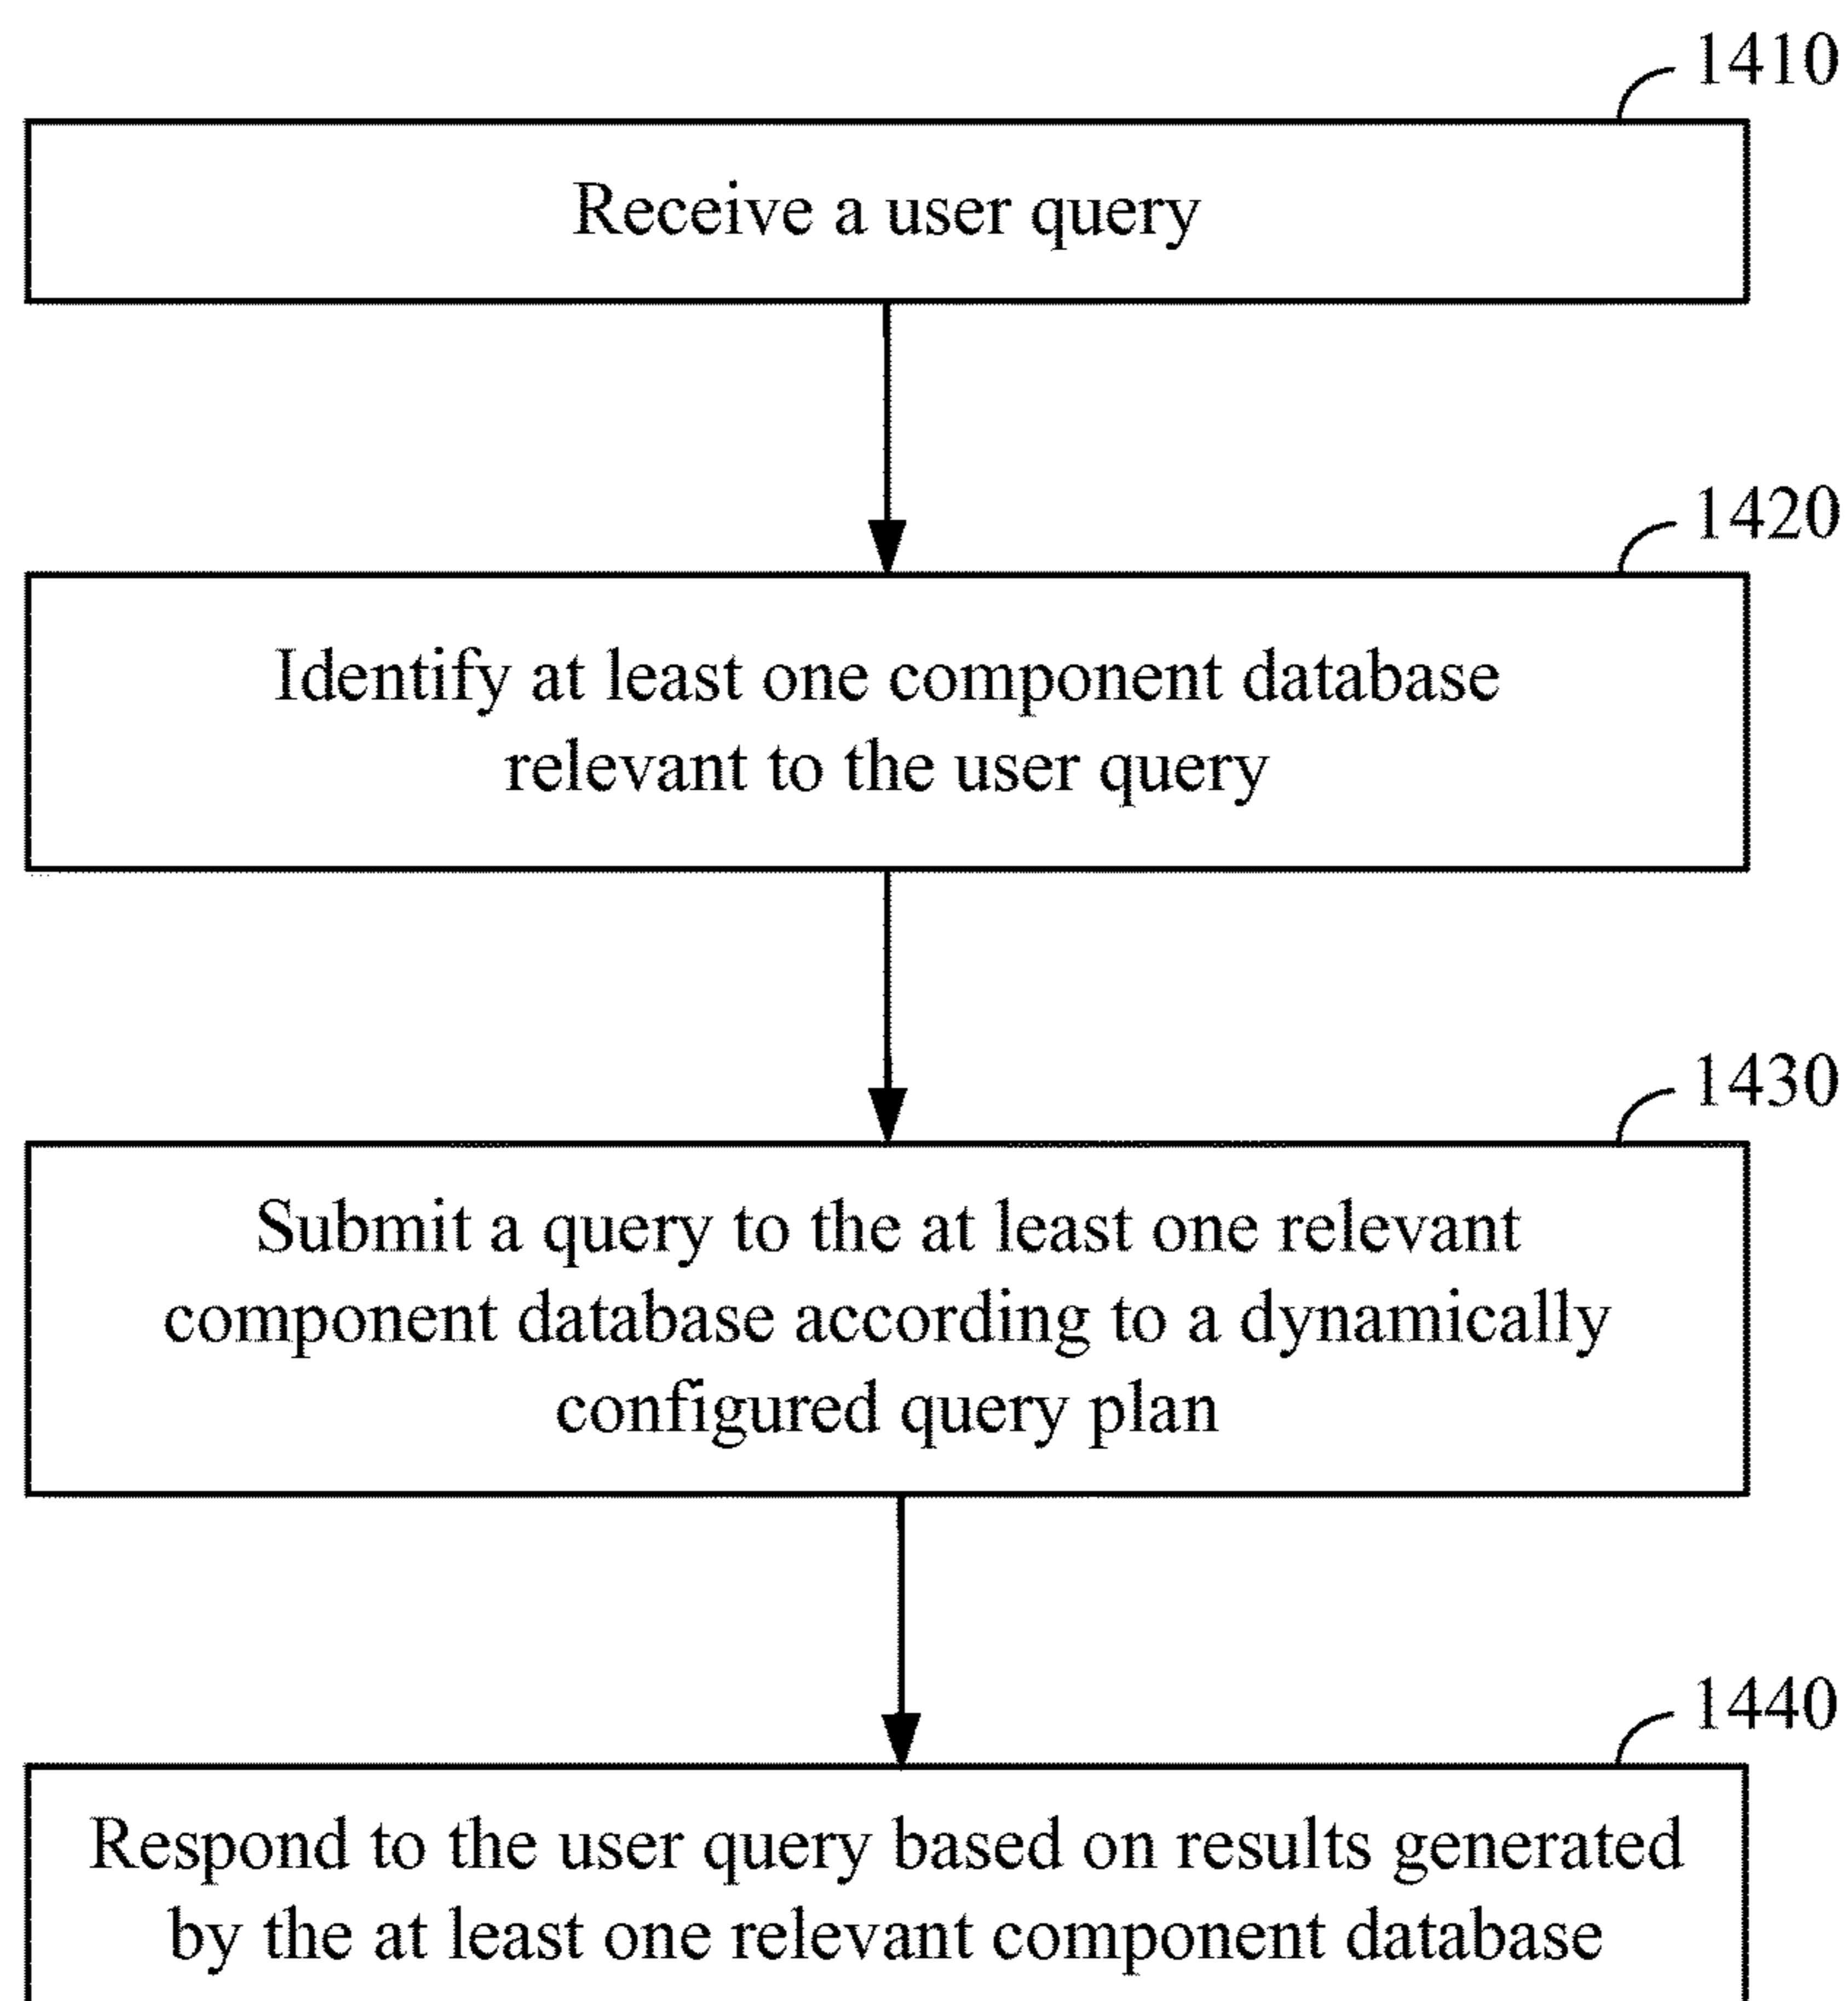 1410
Receive a user query
1420
Identify at least one component database
relevant to the user query
1430
Submit a query to the at least one relevant
component database according to a dynamically
configured query plan
1440
Respond to the user query based on results generated
by the at least one relevant component database